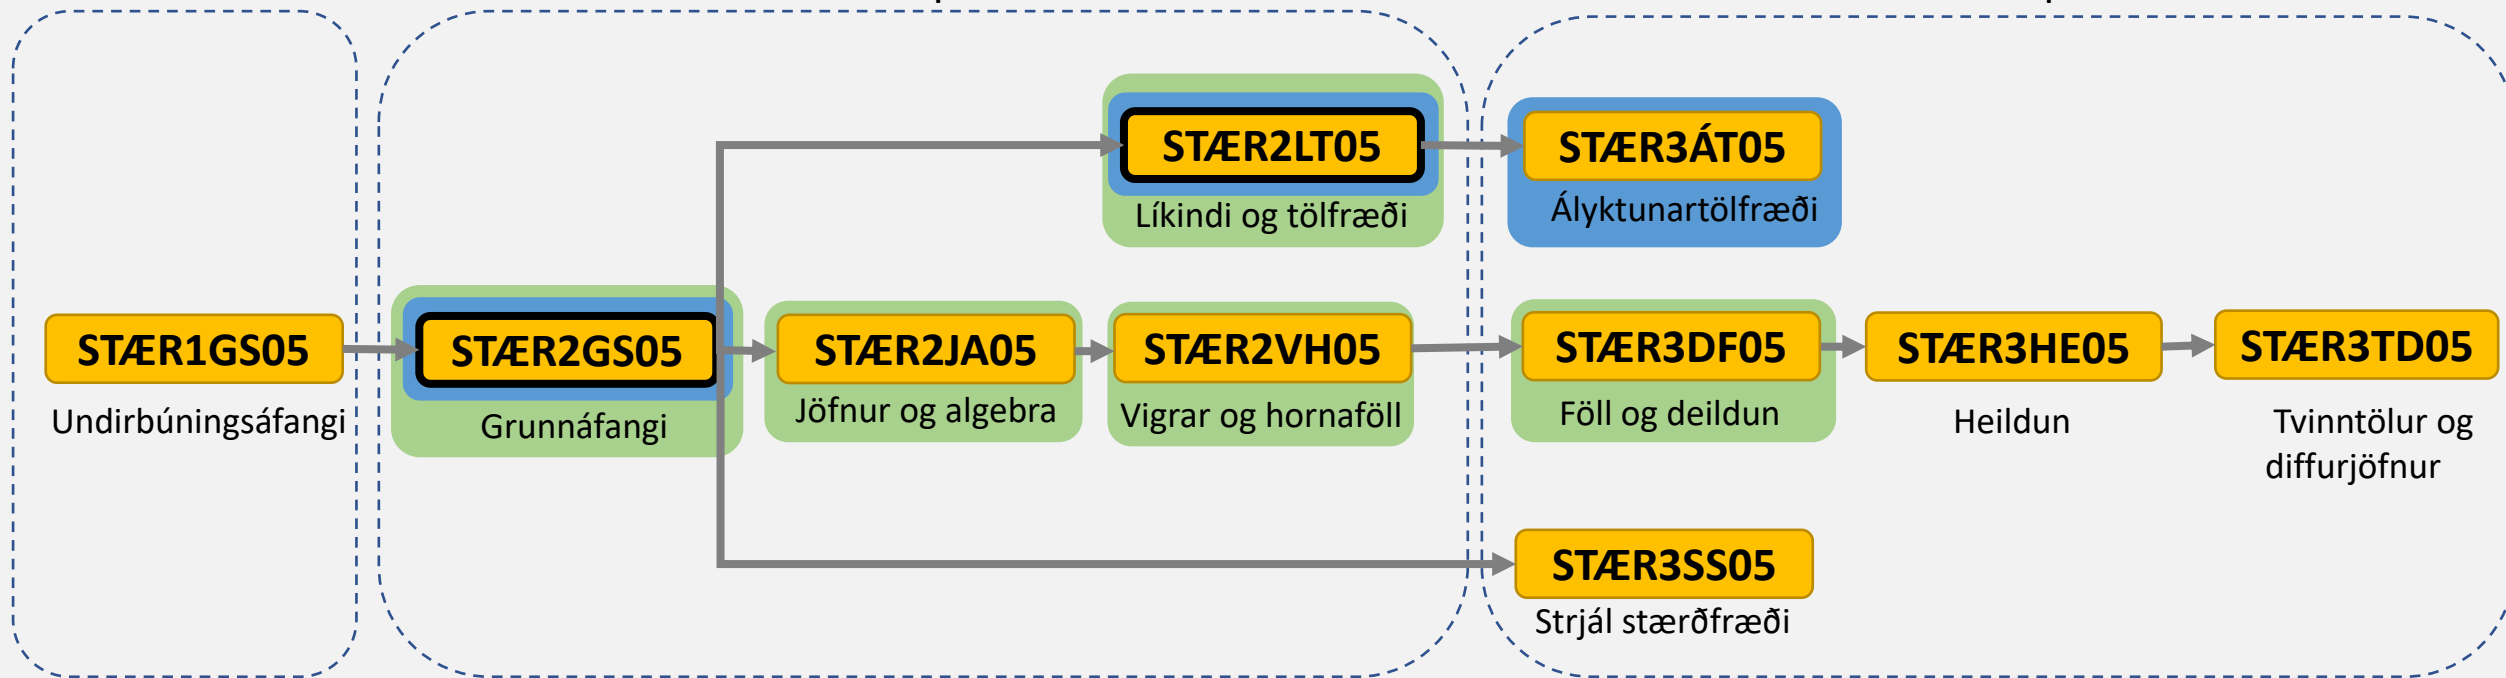 STÆR2LT05
Líkindi og tölfræði
STÆR3ÁT05
Ályktunartölfræði
STÆR1GS05
Undirbúningsáfangi
STÆR2GS05
Grunnáfangi
STÆR2JA05
Jöfnur og algebra
STÆR2VH05
Vigrar og hornaföll
STÆR3DF05
Föll og deildun
STÆR3HE05
Heildun
STÆR3TD05
Tvinntölur og
diffurjöfnur
STÆR3SS05
Strjál stærðfræði